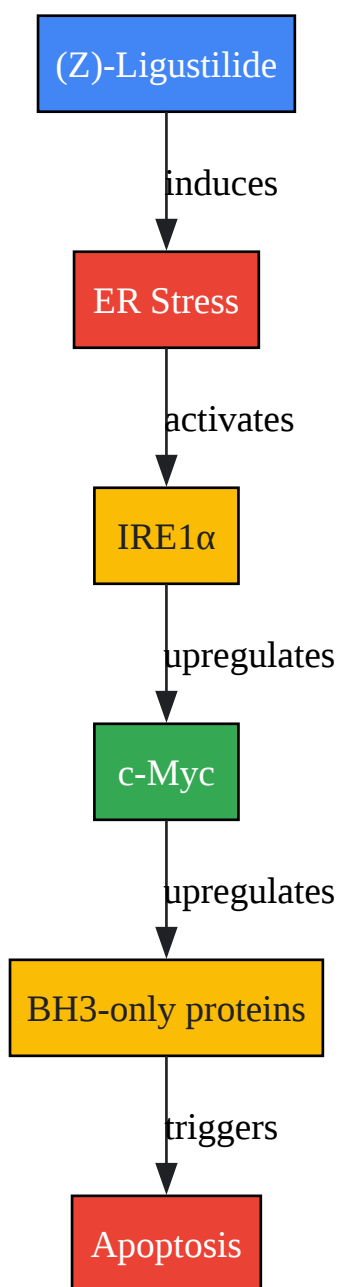 (Z)-Ligustilide
induces
ER Stress
activates
IRE1α
upregulates
c-Myc
upregulates
BH3-only proteins
triggers
Apoptosis